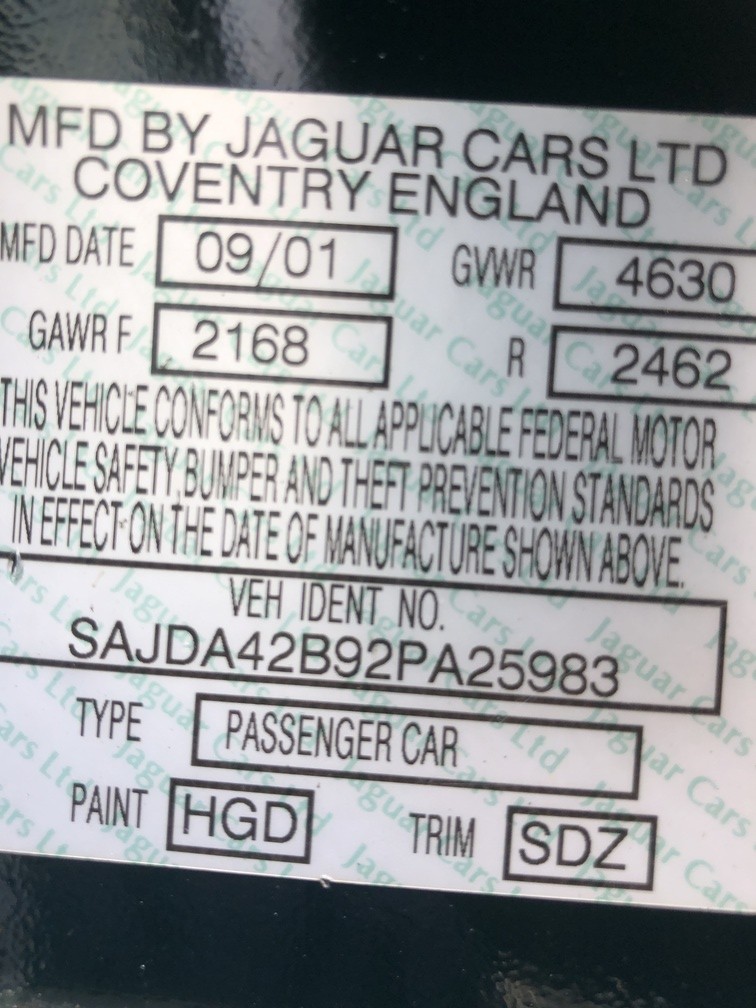 MFD BY JAGUAR CARS LTD
COVENTRY ENGLAND
MFD DATE 09/01 GVWR 4630
GAWR F 2168 R 2462
THIS VEHICLE CONFORMS TO ALL APPLICABLE FEDERAL MOTOR
VEHICLE SAFETY, BUMPER AND THEFT PREVENTION STANDARDS
IN EFFECT ON THE DATE OF MANUFACTURE SHOWN ABOVE.
VEH IDENT NO.
SAJDA42B92PA25983
TYPE PASSENGER CAR
PAINT HGD TRIM SDZ